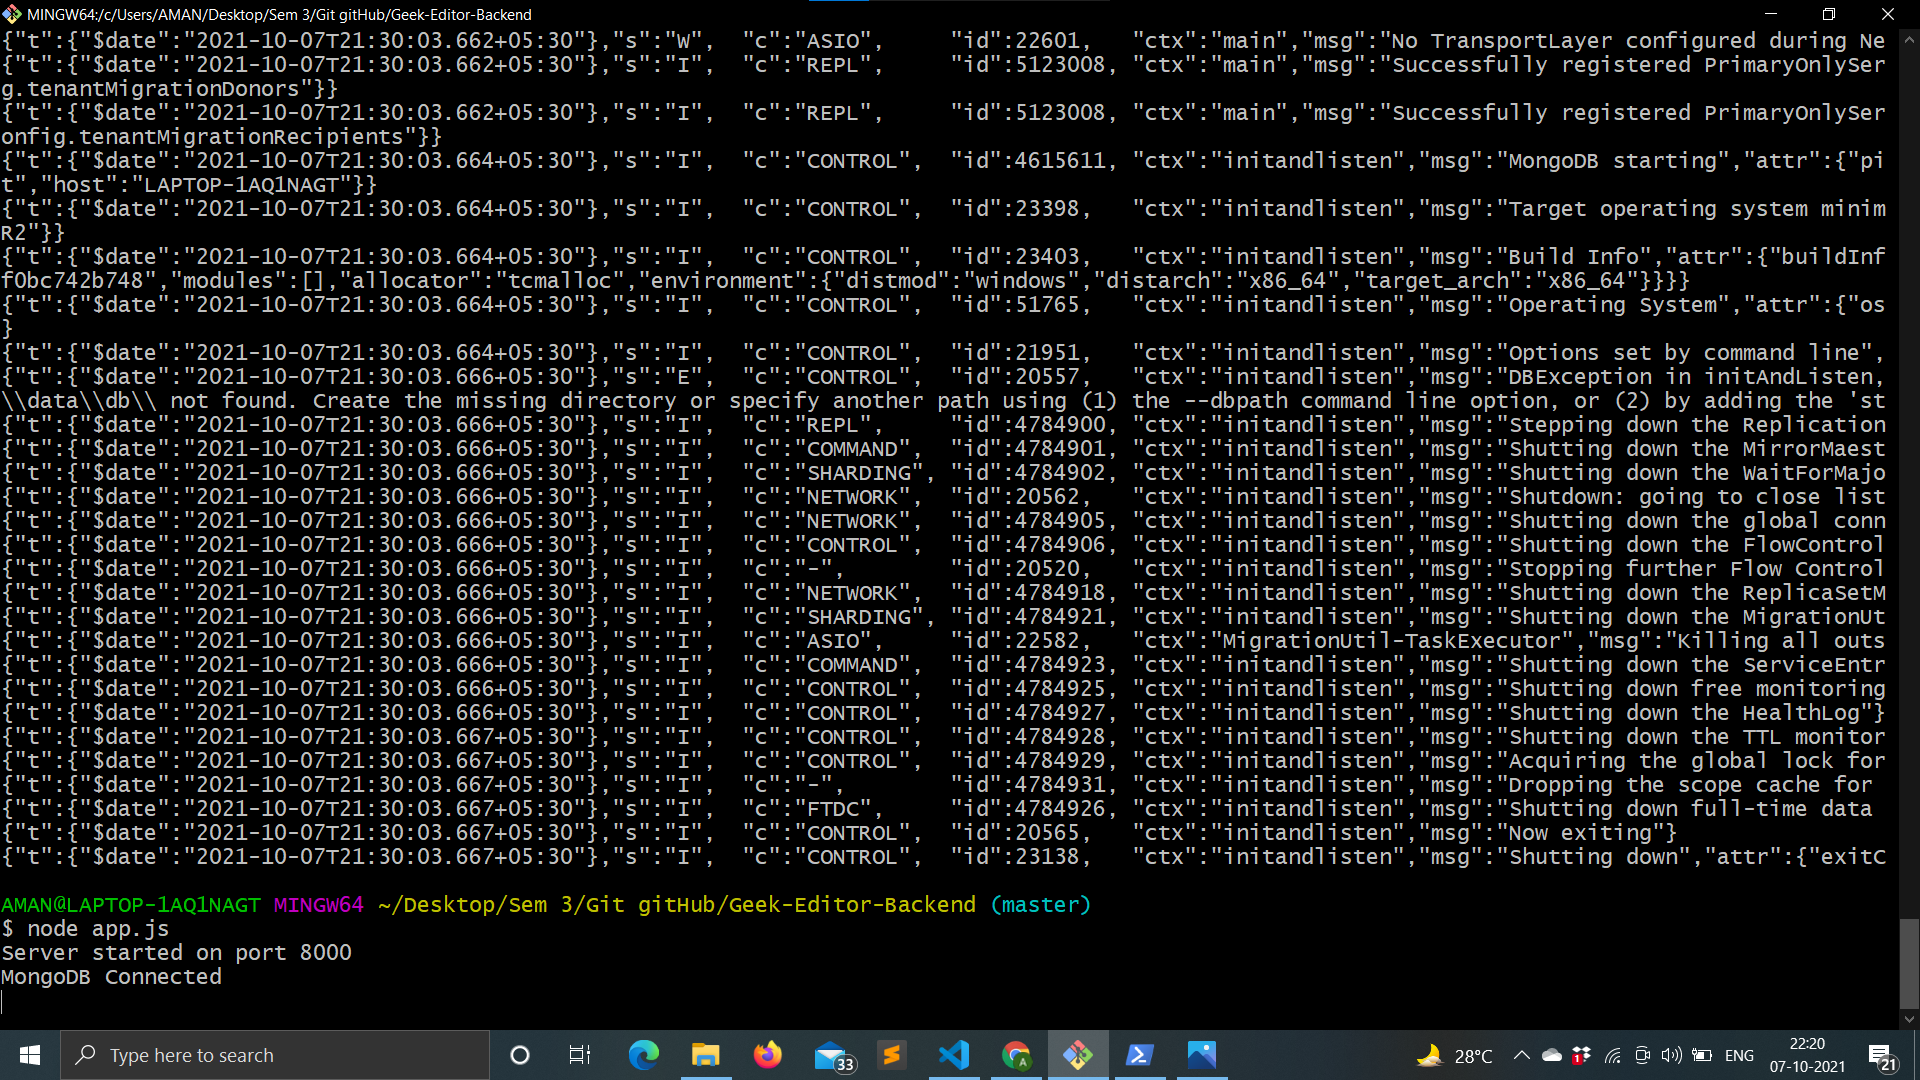 MINGW64:/c/Users/AMAN/Desktop/Sem 3/Git gitHub/Geek-Editor-Backend
{"t":{"$date":"2021-10-07T21:30:03.662+05:30"},"s":"W",  "c":"ASIO",     "id":22601,   "ctx":"main","msg":"No TransportLayer configured during Ne
{"t":{"$date":"2021-10-07T21:30:03.662+05:30"},"s":"I",  "c":"REPL",     "id":5123008, "ctx":"main","msg":"Successfully registered PrimaryOnlySer
g.tenantMigrationDonors"}}
{"t":{"$date":"2021-10-07T21:30:03.662+05:30"},"s":"I",  "c":"REPL",     "id":5123008, "ctx":"main","msg":"Successfully registered PrimaryOnlySer
onfig.tenantMigrationRecipients"}}
{"t":{"$date":"2021-10-07T21:30:03.664+05:30"},"s":"I",  "c":"CONTROL",  "id":4615611, "ctx":"initandlisten","msg":"MongoDB starting","attr":{"pi
t","host":"LAPTOP-1AQ1NAGT"}}
{"t":{"$date":"2021-10-07T21:30:03.664+05:30"},"s":"I",  "c":"CONTROL",  "id":23398,   "ctx":"initandlisten","msg":"Target operating system minim
R2"}}
{"t":{"$date":"2021-10-07T21:30:03.664+05:30"},"s":"I",  "c":"CONTROL",  "id":23403,   "ctx":"initandlisten","msg":"Build Info","attr":{"buildInf
f0bc742b748","modules":[],"allocator":"tcmalloc","environment":{"distmod":"windows","distarch":"x86_64","target_arch":"x86_64"}}}}
{"t":{"$date":"2021-10-07T21:30:03.664+05:30"},"s":"I",  "c":"CONTROL",  "id":51765,   "ctx":"initandlisten","msg":"Operating System","attr":{"os
}
{"t":{"$date":"2021-10-07T21:30:03.664+05:30"},"s":"I",  "c":"CONTROL",  "id":21951,   "ctx":"initandlisten","msg":"Options set by command line",
{"t":{"$date":"2021-10-07T21:30:03.666+05:30"},"s":"E",  "c":"CONTROL",  "id":20557,   "ctx":"initandlisten","msg":"DBException in initAndListen,
\\data\\db\\ not found. Create the missing directory or specify another path using (1) the --dbpath command line option, or (2) by adding the 'st
{"t":{"$date":"2021-10-07T21:30:03.666+05:30"},"s":"I",  "c":"REPL",     "id":4784900, "ctx":"initandlisten","msg":"Stepping down the Replication
{"t":{"$date":"2021-10-07T21:30:03.666+05:30"},"s":"I",  "c":"COMMAND",  "id":4784901, "ctx":"initandlisten","msg":"Shutting down the MirrorMaest
{"t":{"$date":"2021-10-07T21:30:03.666+05:30"},"s":"I",  "c":"SHARDING", "id":4784902, "ctx":"initandlisten","msg":"Shutting down the WaitForMajo
{"t":{"$date":"2021-10-07T21:30:03.666+05:30"},"s":"I",  "c":"NETWORK",  "id":20562,   "ctx":"initandlisten","msg":"Shutdown: going to close list
{"t":{"$date":"2021-10-07T21:30:03.666+05:30"},"s":"I",  "c":"NETWORK",  "id":4784905, "ctx":"initandlisten","msg":"Shutting down the global conn
{"t":{"$date":"2021-10-07T21:30:03.666+05:30"},"s":"I",  "c":"CONTROL",  "id":4784906, "ctx":"initandlisten","msg":"Shutting down the FlowControl
{"t":{"$date":"2021-10-07T21:30:03.666+05:30"},"s":"I",  "c":"-",        "id":20520,   "ctx":"initandlisten","msg":"Stopping further Flow Control
{"t":{"$date":"2021-10-07T21:30:03.666+05:30"},"s":"I",  "c":"NETWORK",  "id":4784918, "ctx":"initandlisten","msg":"Shutting down the ReplicaSetM
{"t":{"$date":"2021-10-07T21:30:03.666+05:30"},"s":"I",  "c":"SHARDING", "id":4784921, "ctx":"initandlisten","msg":"Shutting down the MigrationUt
{"t":{"$date":"2021-10-07T21:30:03.666+05:30"},"s":"I",  "c":"ASIO",     "id":22582,   "ctx":"MigrationUtil-TaskExecutor","msg":"Killing all outs
{"t":{"$date":"2021-10-07T21:30:03.666+05:30"},"s":"I",  "c":"COMMAND",  "id":4784923, "ctx":"initandlisten","msg":"Shutting down the ServiceEntr
{"t":{"$date":"2021-10-07T21:30:03.666+05:30"},"s":"I",  "c":"CONTROL",  "id":4784925, "ctx":"initandlisten","msg":"Shutting down free monitoring
{"t":{"$date":"2021-10-07T21:30:03.666+05:30"},"s":"I",  "c":"CONTROL",  "id":4784927, "ctx":"initandlisten","msg":"Shutting down the HealthLog"}
{"t":{"$date":"2021-10-07T21:30:03.667+05:30"},"s":"I",  "c":"CONTROL",  "id":4784928, "ctx":"initandlisten","msg":"Shutting down the TTL monitor
{"t":{"$date":"2021-10-07T21:30:03.667+05:30"},"s":"I",  "c":"CONTROL",  "id":4784929, "ctx":"initandlisten","msg":"Acquiring the global lock for
{"t":{"$date":"2021-10-07T21:30:03.667+05:30"},"s":"I",  "c":"-",        "id":4784931, "ctx":"initandlisten","msg":"Dropping the scope cache for
{"t":{"$date":"2021-10-07T21:30:03.667+05:30"},"s":"I",  "c":"FTDC",     "id":4784926, "ctx":"initandlisten","msg":"Shutting down full-time data
{"t":{"$date":"2021-10-07T21:30:03.667+05:30"},"s":"I",  "c":"CONTROL",  "id":20565,   "ctx":"initandlisten","msg":"Now exiting"}
{"t":{"$date":"2021-10-07T21:30:03.667+05:30"},"s":"I",  "c":"CONTROL",  "id":23138,   "ctx":"initandlisten","msg":"Shutting down","attr":{"exitC
AMAN@LAPTOP-1AQ1NAGT MINGW64 ~/Desktop/Sem 3/Git gitHub/Geek-Editor-Backend (master)
$ node app.js
Server started on port 8000
MongoDB Connected
Type here to search
33
28°C
1
ENG
22:20
07-10-2021
21